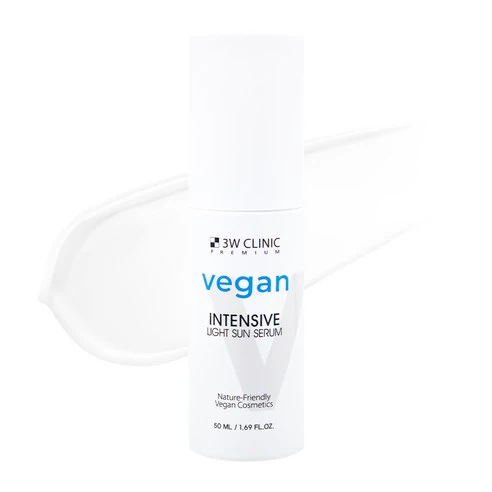 3W CLINIC
PREMIUM
vegan
INTENSIVE
LIGHT SUN SERUM
Nature-Friendly
Vegan Cosmetics
50 ML / 1.69 FL.OZ.